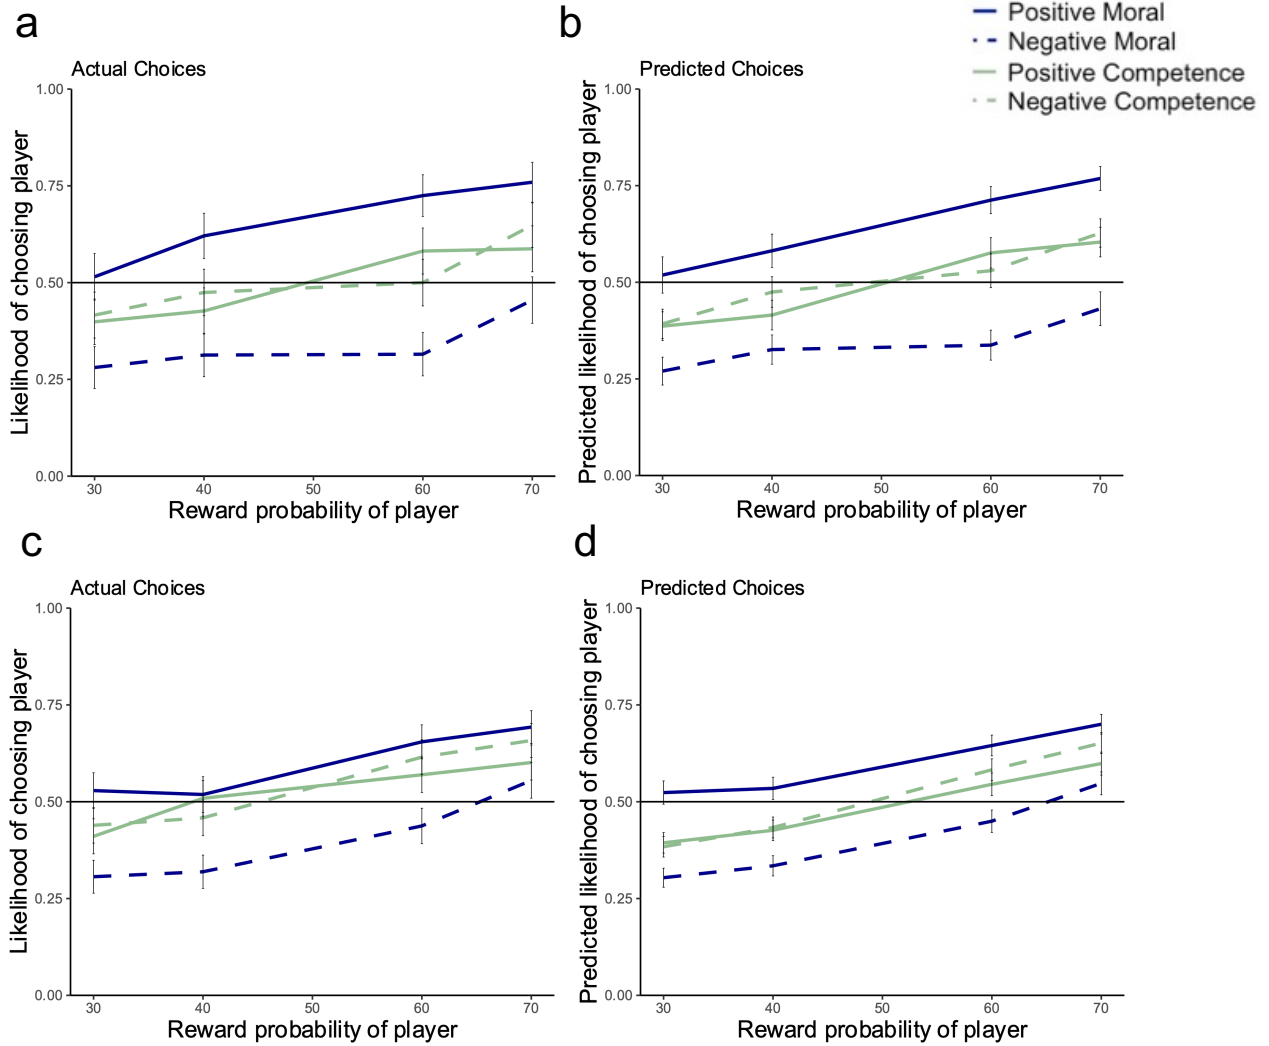 a
b
Positive Moral
Negative Moral
Positive Competence
Negative Competence
Actual Choices
Likelihood of choosing player
1.00
0.75
0.50
0.25
0.00
30 40 50 60 70
Reward probability of player
Predicted Choices
Predicted likelihood of choosing player
1.00
0.75
0.50
0.25
0.00
30 40 50 60 70
Reward probability of player
c
d
Actual Choices
Likelihood of choosing player
1.00
0.75
0.50
0.25
0.00
30 40 50 60 70
Reward probability of player
Predicted Choices
Predicted likelihood of choosing player
1.00
0.75
0.50
0.25
0.00
30 40 50 60 70
Reward probability of player